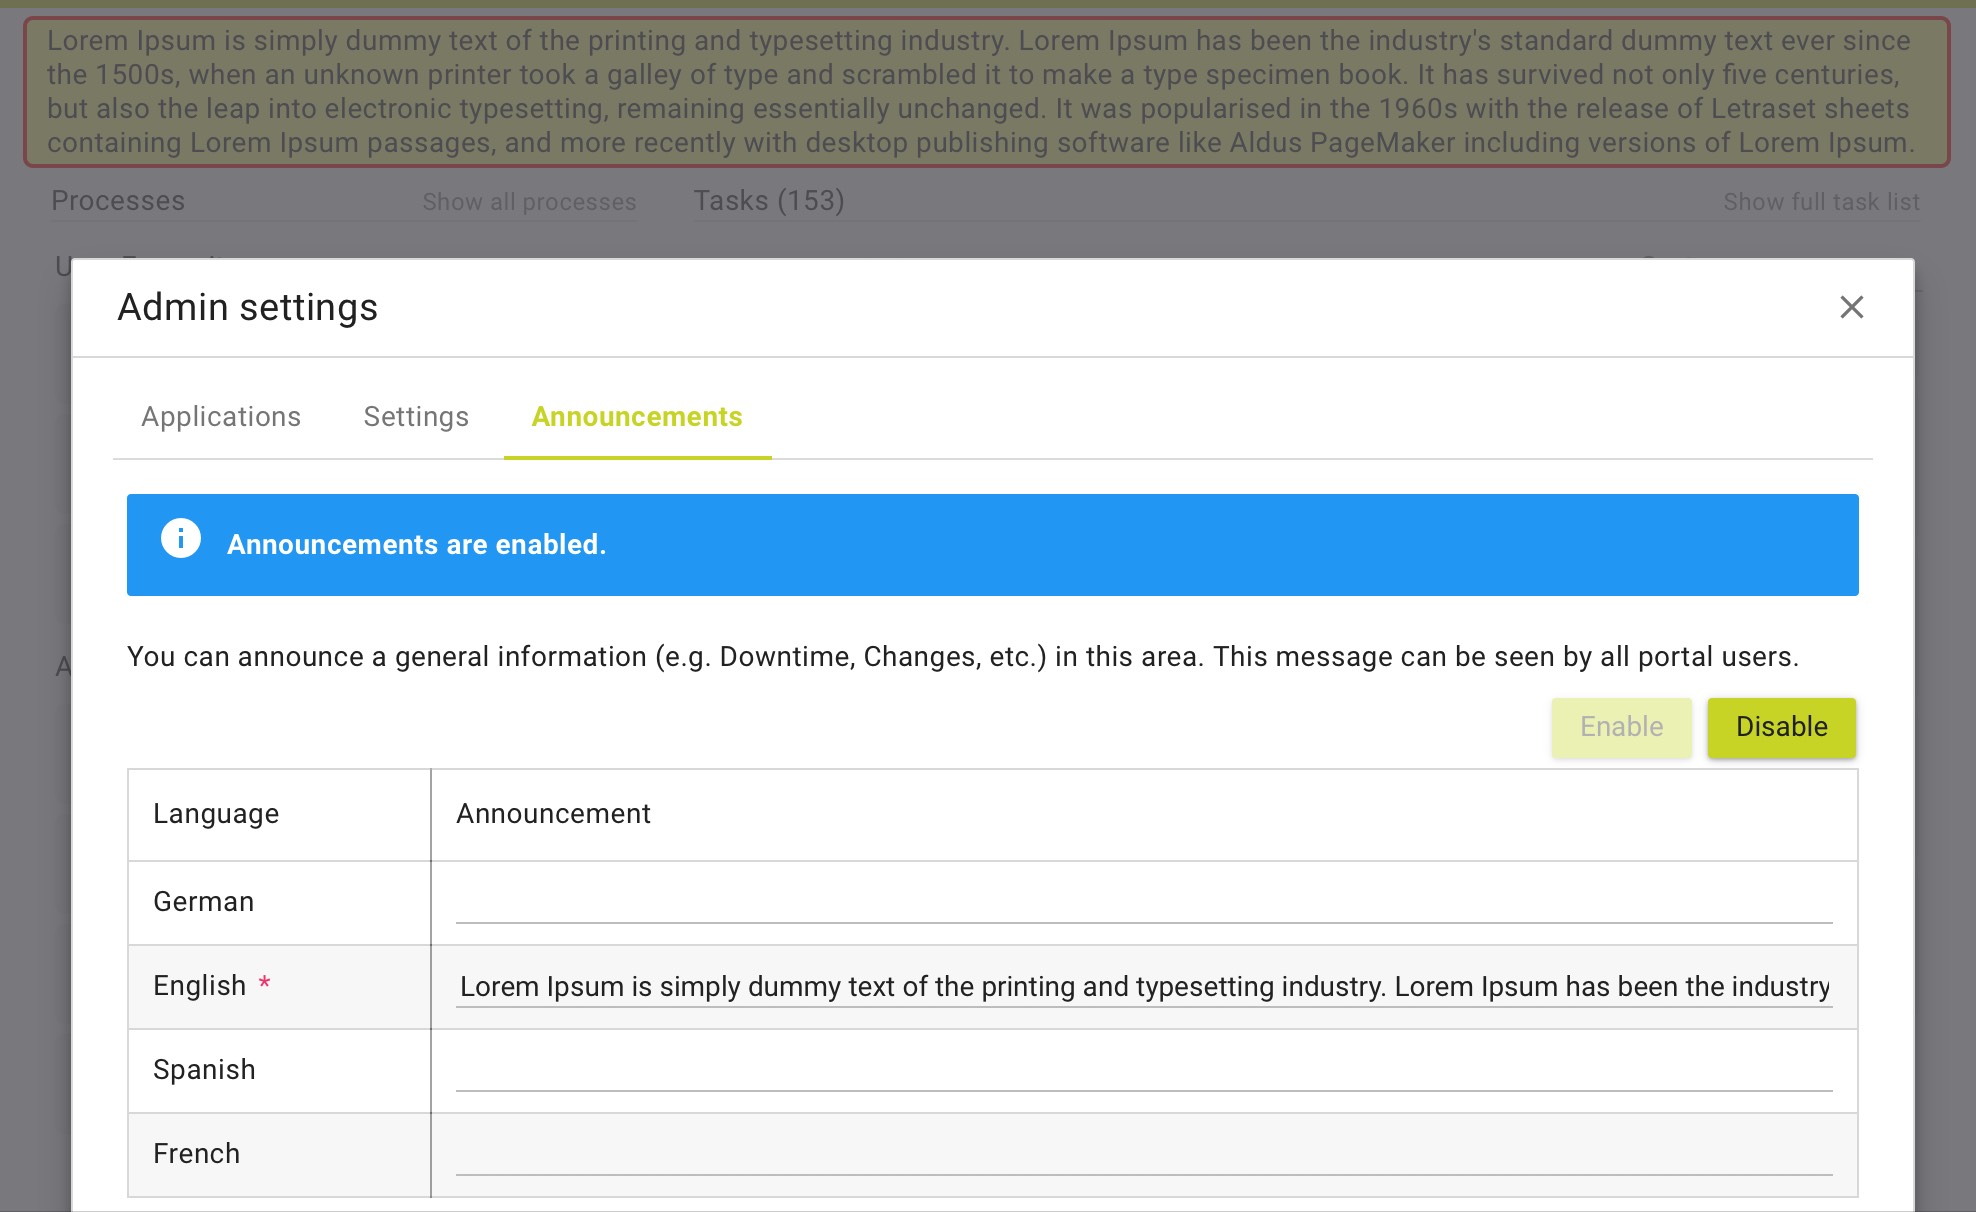 Lorem Ipsum is simply dummy text of the printing and typesetting industry. Lorem Ipsum has been the industry's standard dummy text ever since
the 1500s, when an unknown printer took a galley of type and scrambled it to make a type specimen book. It has survived not only five centuries,
but also the leap into electronic typesetting, remaining essentially unchanged. It was popularised in the 1960s with the release of Letraset sheets
containing Lorem Ipsum passages, and more recently with desktop publishing software like Aldus PageMaker including versions of Lorem Ipsum.
Processes Show all processes Tasks (153) Show full task list
Admin settings
Applications Settings Announcements
Announcements are enabled.
You can announce a general information (e.g. Downtime, Changes, etc.) in this area. This message can be seen by all portal users.
Enable Disable
Language Announcement
German
English * Lorem Ipsum is simply dummy text of the printing and typesetting industry. Lorem Ipsum has been the industry
Spanish
French